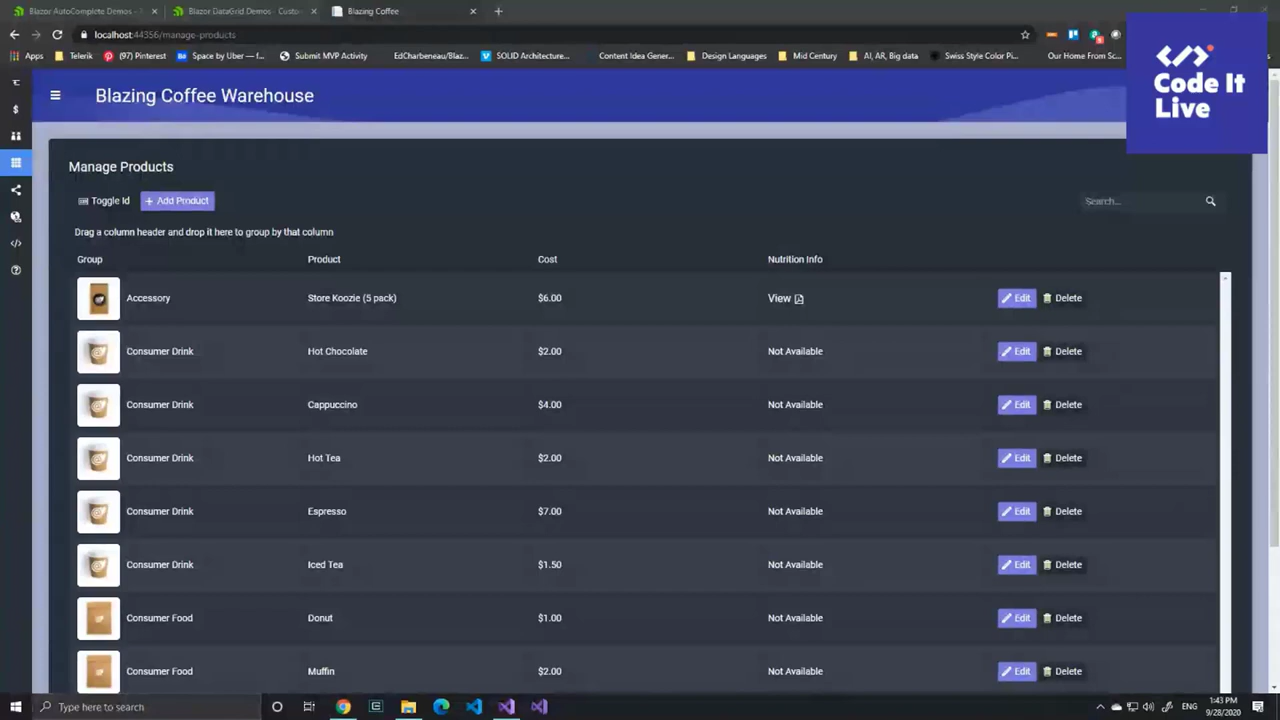 Blazor AutoComplete Demos -
Blazor DataGrid Demos - Custo
Blazing Coffee
localhost:44356/manage-products
Apps
Telerik
(97) Pinterest
Space by Uber — f...
Submit MVP Activity
EdCharbeneau/Blaz...
SOLID Architecture...
Content Idea Gener...
Design Languages
Mid Century
AI, AR, Big data
Swiss Style Color Pi...
Our Home From Sc...
Code It
Live
Blazing Coffee Warehouse
Manage Products
Toggle Id
+ Add Product
Search...
Drag a column header and drop it here to group by that column
Group Product Cost Nutrition Info
Accessory Store Koozie (5 pack) $6.00 View Edit Delete
Consumer Drink Hot Chocolate $2.00 Not Available Edit Delete
Consumer Drink Cappuccino $4.00 Not Available Edit Delete
Consumer Drink Hot Tea $2.00 Not Available Edit Delete
Consumer Drink Espresso $7.00 Not Available Edit Delete
Consumer Drink Iced Tea $1.50 Not Available Edit Delete
Consumer Food Donut $1.00 Not Available Edit Delete
Consumer Food Muffin $2.00 Not Available Edit Delete
Type here to search
ENG
1:43 PM
9/28/2020